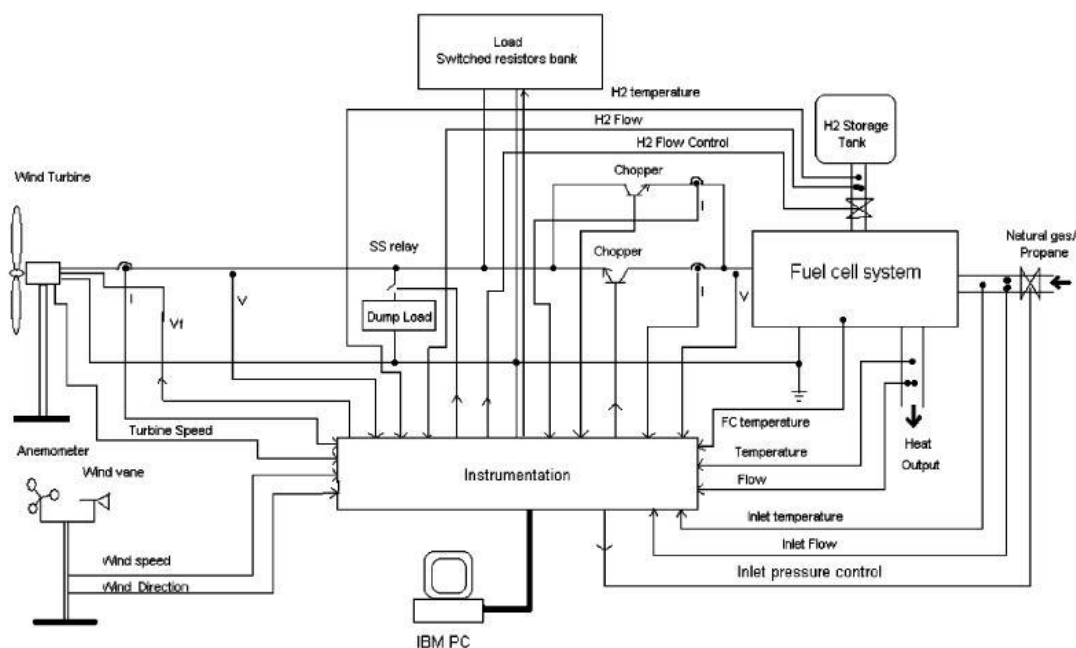 Load
Switched resistors bank
H2 temperature
H2 Flow
H2 Flow Control
H2 Storage
Tank
Chopper
Wind Turbine
SS relay
Chopper
Natural gas/
Propane
Fuel cell system
I
I
I
V
V
Vf
Dump Load
Turbine Speed
FC temperature
Heat
Output
Anemometer
Wind vane
Instrumentation
Temperature
Flow
Inlet temperature
Inlet Flow
Inlet pressure control
Wind speed
Wind Direction
IBM PC